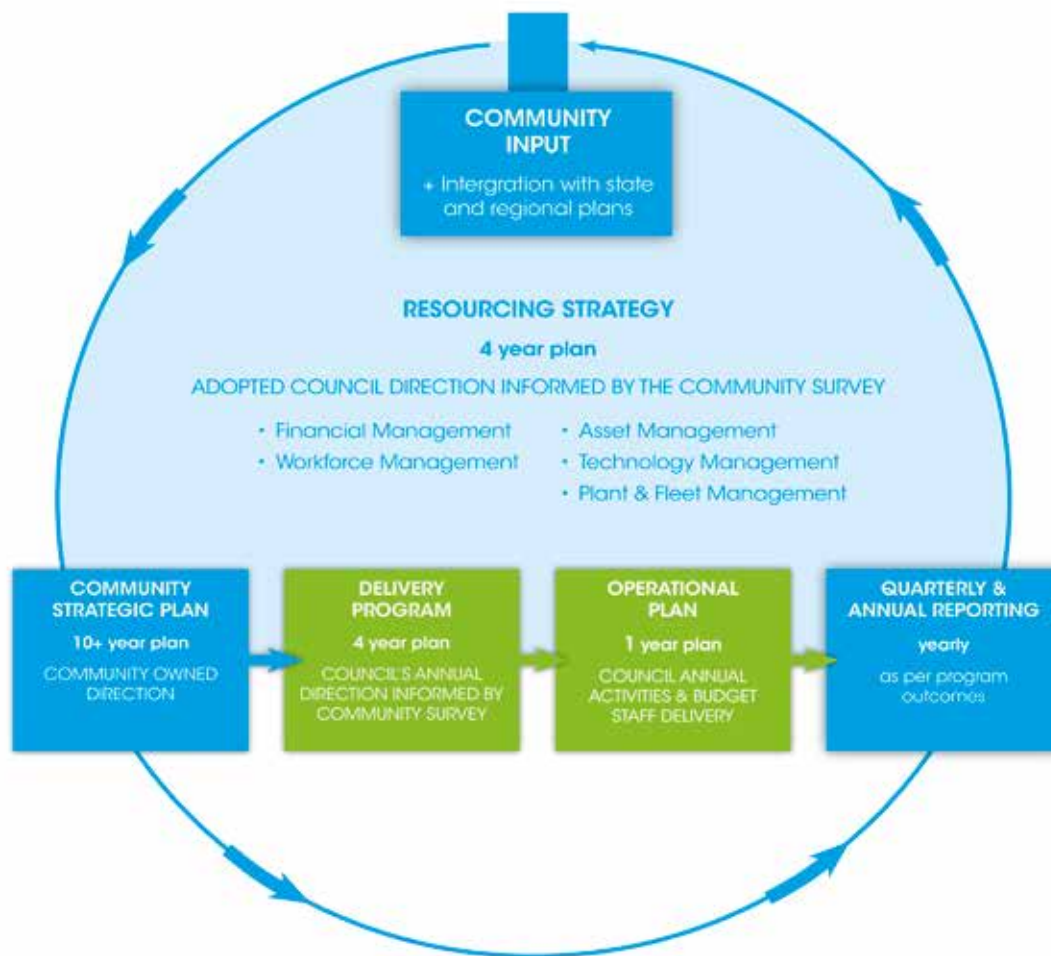 COMMUNITY
INPUT
+ Intergration with state
and regional plans
RESOURCING STRATEGY
4 year plan
ADOPTED COUNCIL DIRECTION INFORMED BY THE COMMUNITY SURVEY
• Financial Management
• Workforce Management
• Asset Management
• Technology Management
• Plant & Fleet Management
COMMUNITY
STRATEGIC PLAN
10+ year plan
COMMUNITY OWNED
DIRECTION
DELIVERY
PROGRAM
4 year plan
COUNCIL'S ANNUAL
DIRECTION INFORMED BY
COMMUNITY SURVEY
OPERATIONAL
PLAN
1 year plan
COUNCIL ANNUAL
ACTIVITIES & BUDGET
STAFF DELIVERY
QUARTERLY &
ANNUAL REPORTING
yearly
as per program
outcomes